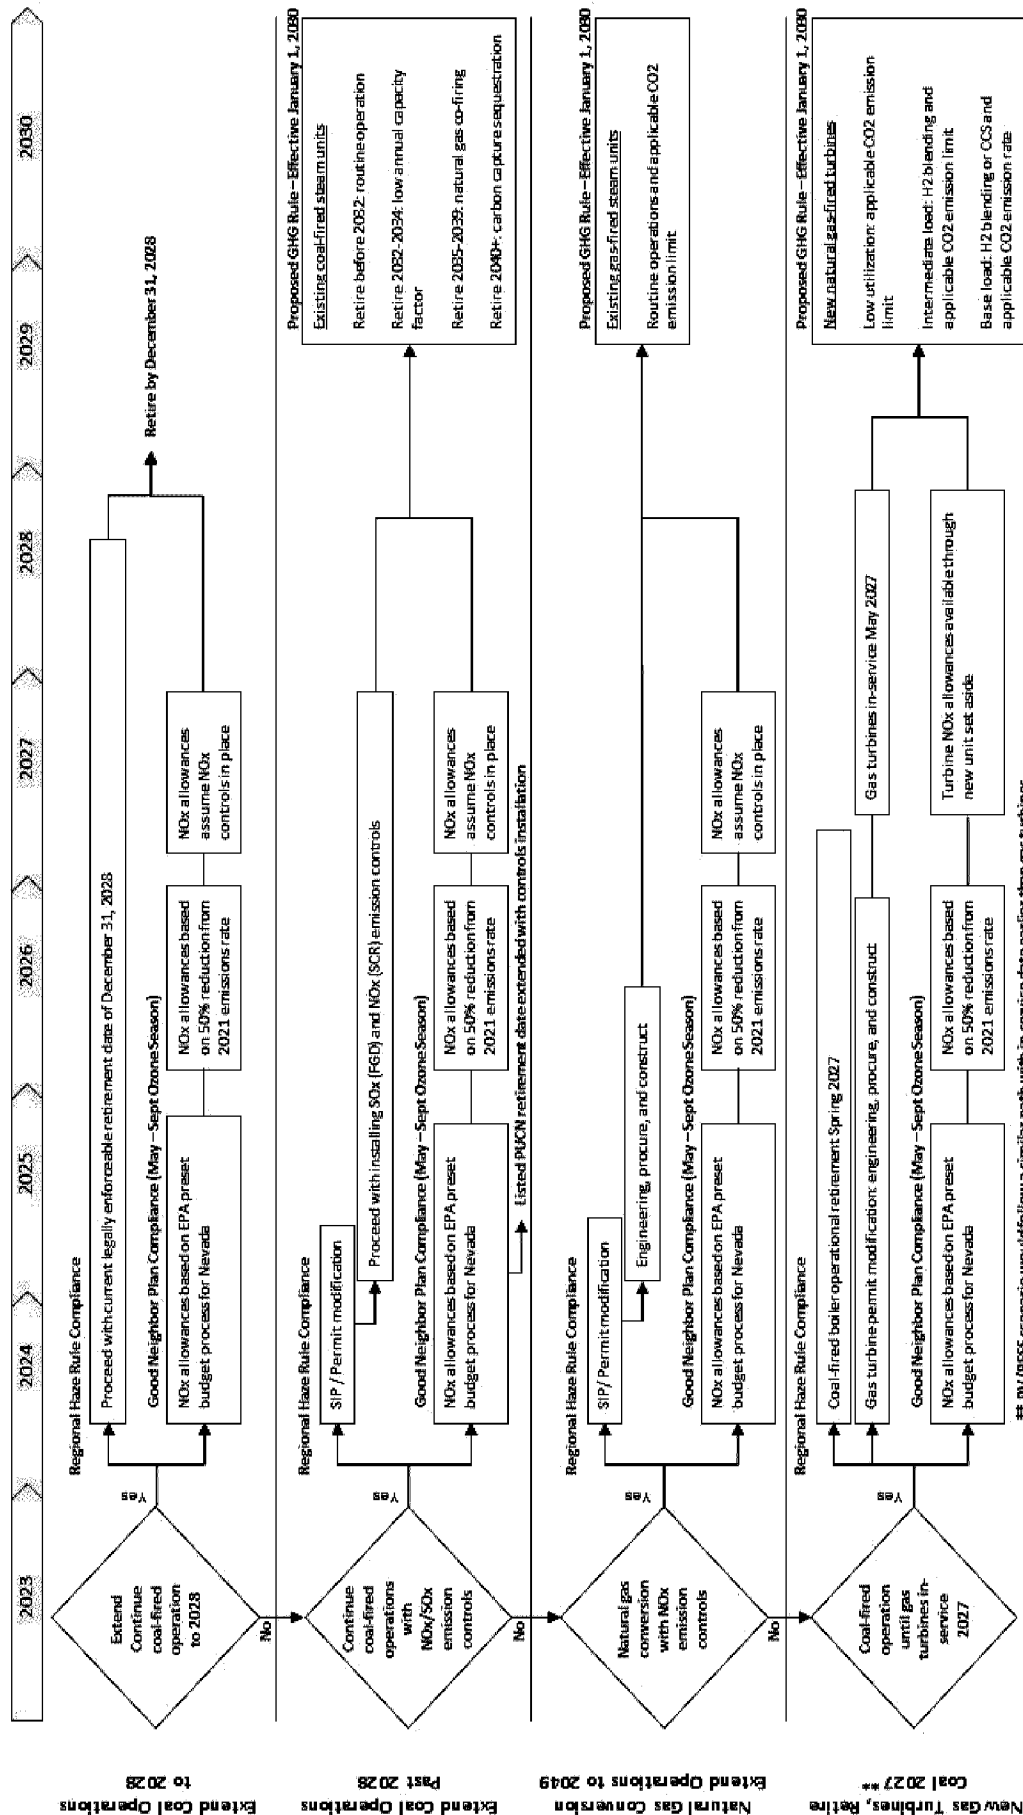 2023
2024
2025
2026
2027
2028
2029
2030
Extend Coal Operations
to 2028
Extend
Continue
coal-fired
operation
to 2028
Yes
No
Regional Haze Rule Compliance
Proceed with current legally enforceable retirement date of December 31, 2028
Good Neighbor Plan Compliance (May – Sept Ozone Season)
NOx allowances based on EPA preset
budget process for Nevada
NOx allowances based
on 50% reduction from
2021 emissions rate
NOx allowances
assume NOx
controls in place
Retire by December 31, 2028
Extend Coal Operations
Past 2028
Continue
coal-fired
operations
with
NOx/SOx
emission
controls
Yes
No
Regional Haze Rule Compliance
SIP / Permit modification
Proceed with installing SOx (FGD) and NOx (SCR) emission controls
Good Neighbor Plan Compliance (May – Sept Ozone Season)
NOx allowances based on EPA preset
budget process for Nevada
NOx allowances based
on 50% reduction from
2021 emissions rate
NOx allowances
assume NOx
controls in place
Listed PUCN retirement date extended with controls installation
Proposed GHG Rule – Effective January 1, 2030
Existing coal-fired steam units
Retire before 2032: routine operation
Retire 2032-2034: low annual capacity
factor
Retire 2035-2039: natural gas co-firing
Retire 2040+: carbon capture sequestration
Natural Gas Conversion
Extend Operations to 2049
Natural gas
conversion
with NOx
emission
controls
Yes
No
Regional Haze Rule Compliance
SIP / Permit modification
Engineering, procure, and construct
Good Neighbor Plan Compliance (May – Sept Ozone Season)
NOx allowances based on EPA preset
budget process for Nevada
NOx allowances based
on 50% reduction from
2021 emissions rate
NOx allowances
assume NOx
controls in place
Proposed GHG Rule – Effective January 1, 2030
Existing gas-fired steam units
Routine operations and applicable CO2
emission limit
New Gas Turbines, Retire
Coal 2027 **
Coal-fired
operation
until gas
turbines in-
service
2027
Yes
Regional Haze Rule Compliance
Coal-fired boiler operational retirement Spring 2027
Gas turbine permit modification: engineering, procure, and construct
Gas turbines in-service May 2027
Good Neighbor Plan Compliance (May – Sept Ozone Season)
NOx allowances based on EPA preset
budget process for Nevada
NOx allowances based
on 50% reduction from
2021 emissions rate
Turbine NOx allowances available through
new unit set aside
Proposed GHG Rule – Effective January 1, 2030
New natural gas-fired turbines
Low utilization: applicable CO2 emission
limit
Intermediate load: H2 blending and
applicable CO2 emission limit
Base load: H2 blending or CCS and
applicable CO2 emission rate